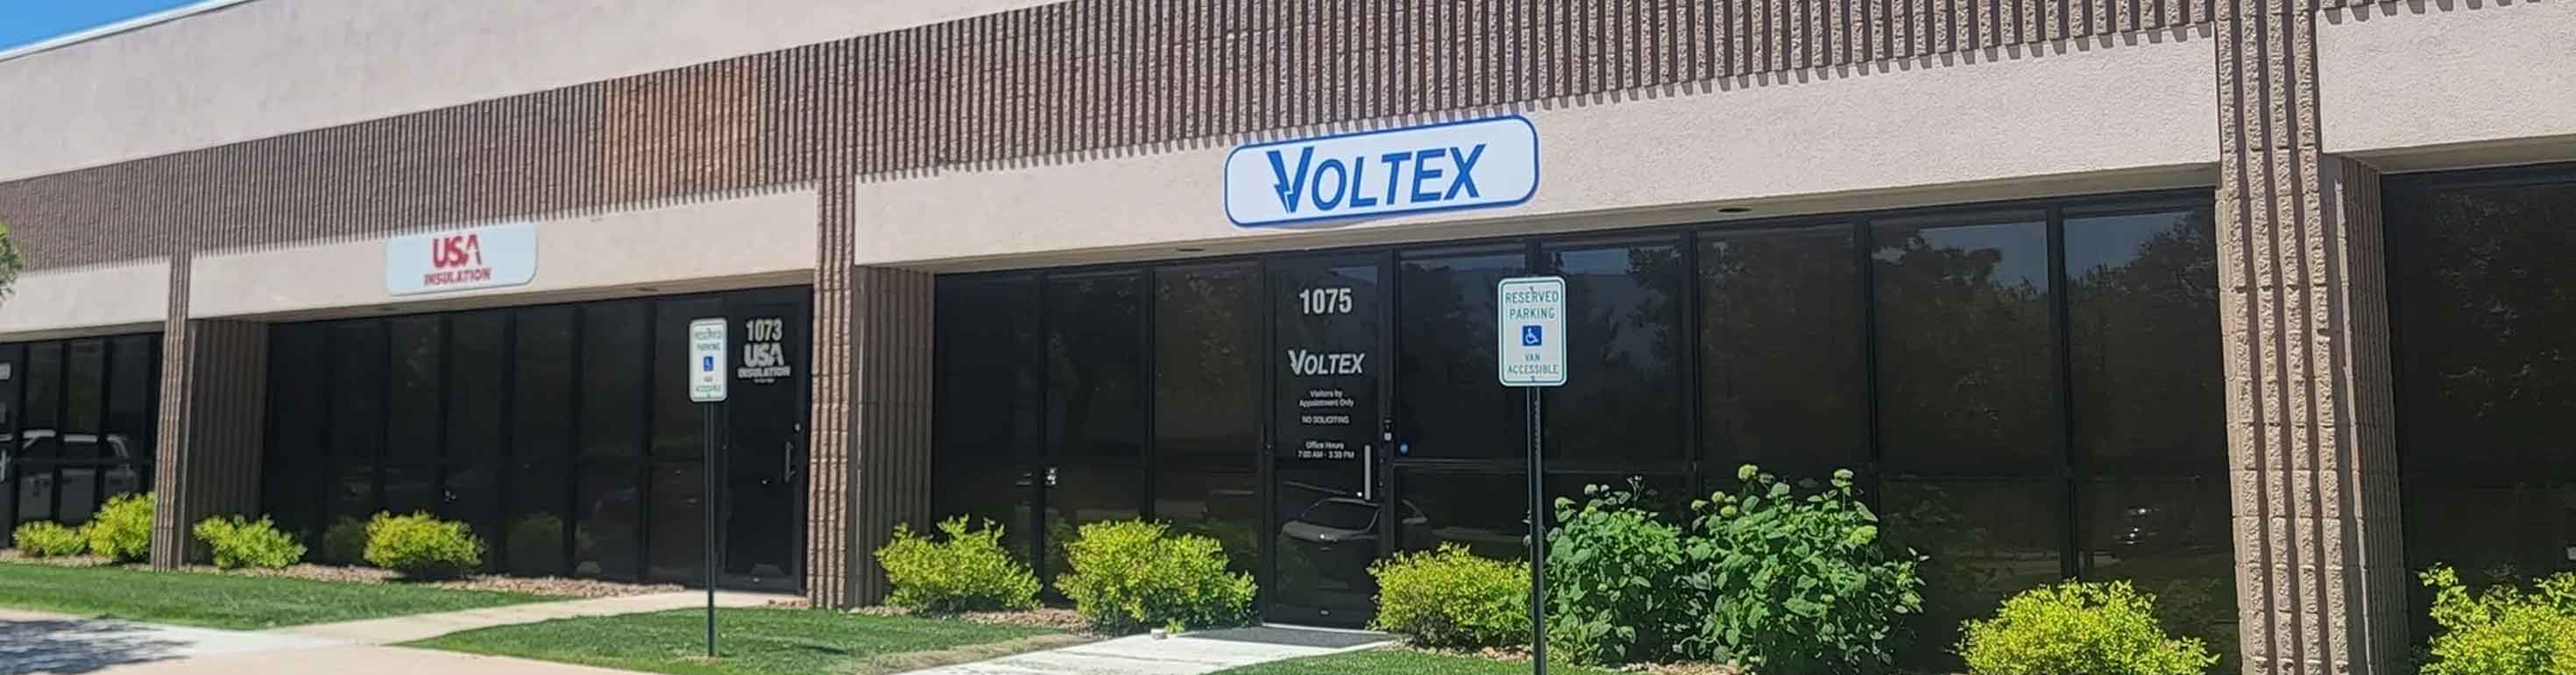 USA
INSULATION
VOLTEX
RESERVED
PARKING
VAN
ACCESSIBLE
1073
USA
INSULATION
1075
VOLTEX
Visitors by
Appointment Only
NO SOLICITING
Office Hours
7:00 AM - 3:30 PM
RESERVED
PARKING
VAN
ACCESSIBLE